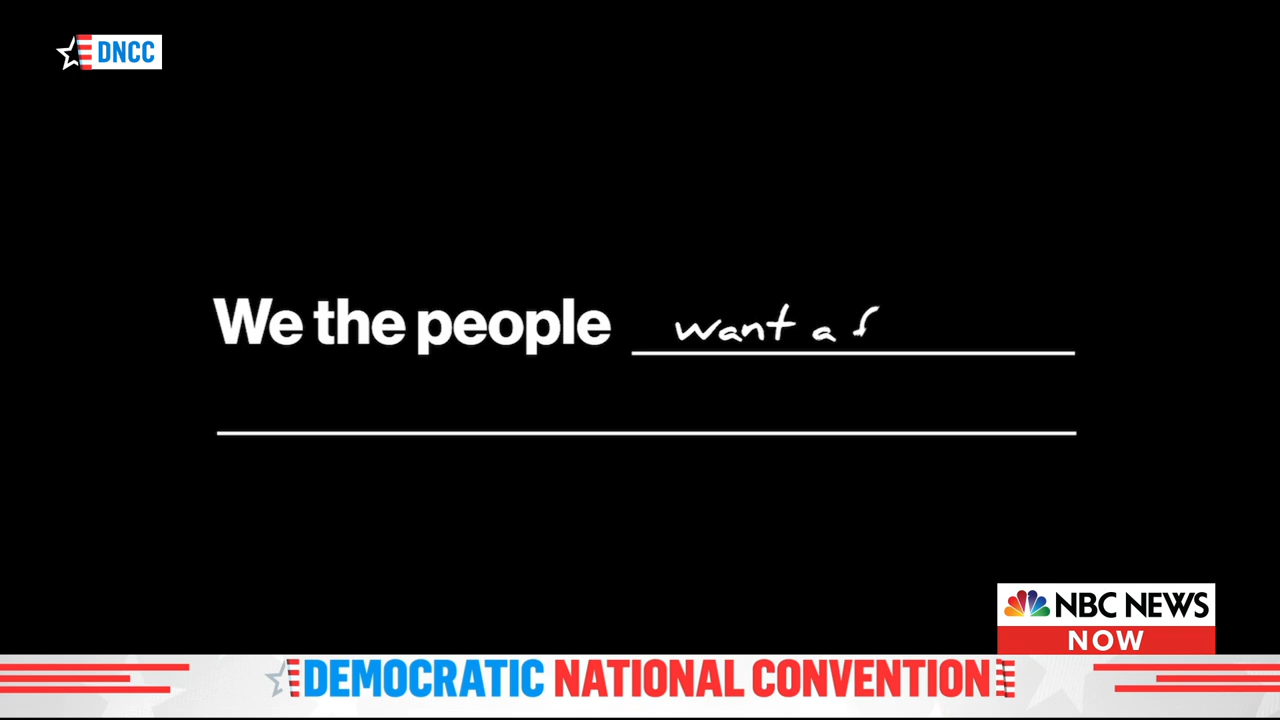 DNCC
We the people want a f
NBC NEWS
NOW
DEMOCRATIC NATIONAL CONVENTION